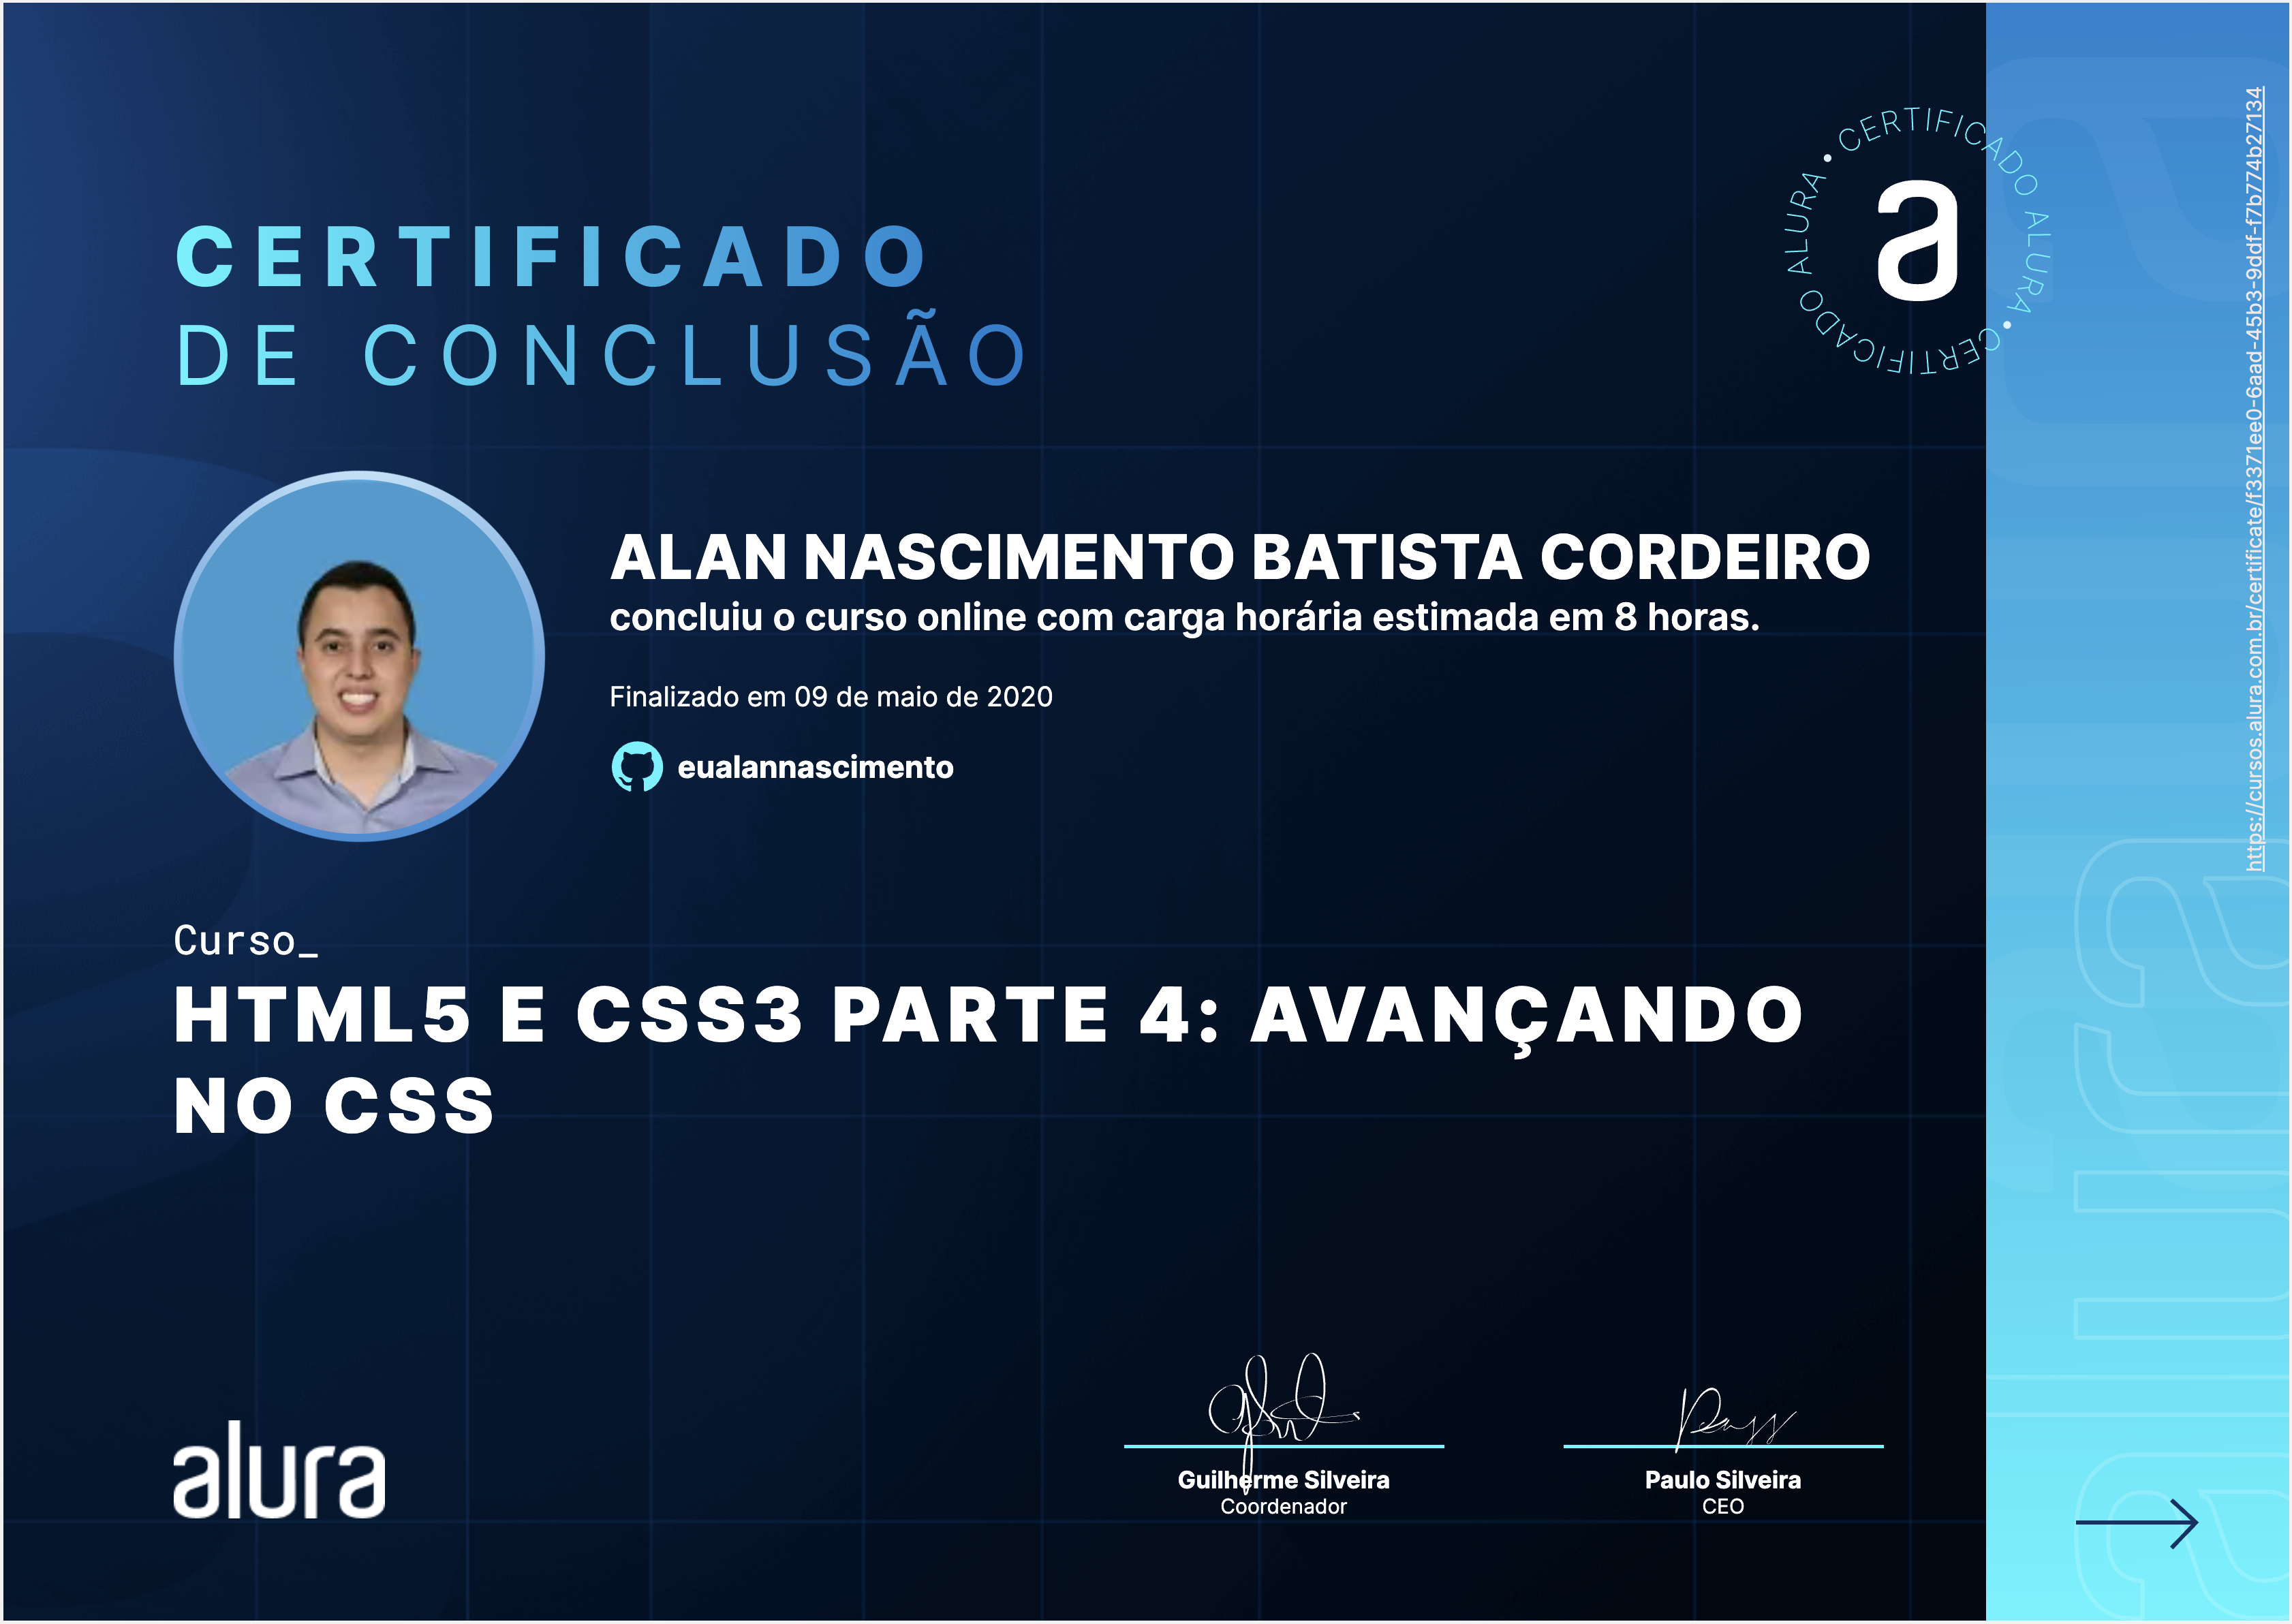 CERTIFICADO
DE CONCLUSÃO
CERTIFICADO ALURA • CERTIFICADO ALURA •
a
ALAN NASCIMENTO BATISTA CORDEIRO
concluiu o curso online com carga horária estimada em 8 horas.
Finalizado em 09 de maio de 2020
eualannascimento
Curso_
HTML5 E CSS3 PARTE 4: AVANÇANDO
NO CSS
alura
Guilherme Silveira
Coordenador
Paulo Silveira
CEO
https://cursos.alura.com.br/certificate/f3371ee0-6aad-45b3-9ddf-f7b774b27134
alura